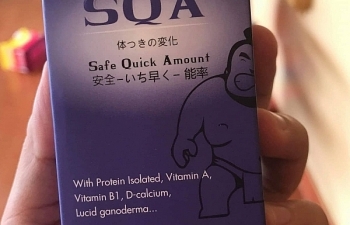 SQA
体つきの変化
Safe Quick Amount
安全−いち早く− 能率
With Protein Isolated, Vitamin A,
Vitamin B1, D-calcium,
Lucid ganoderma...